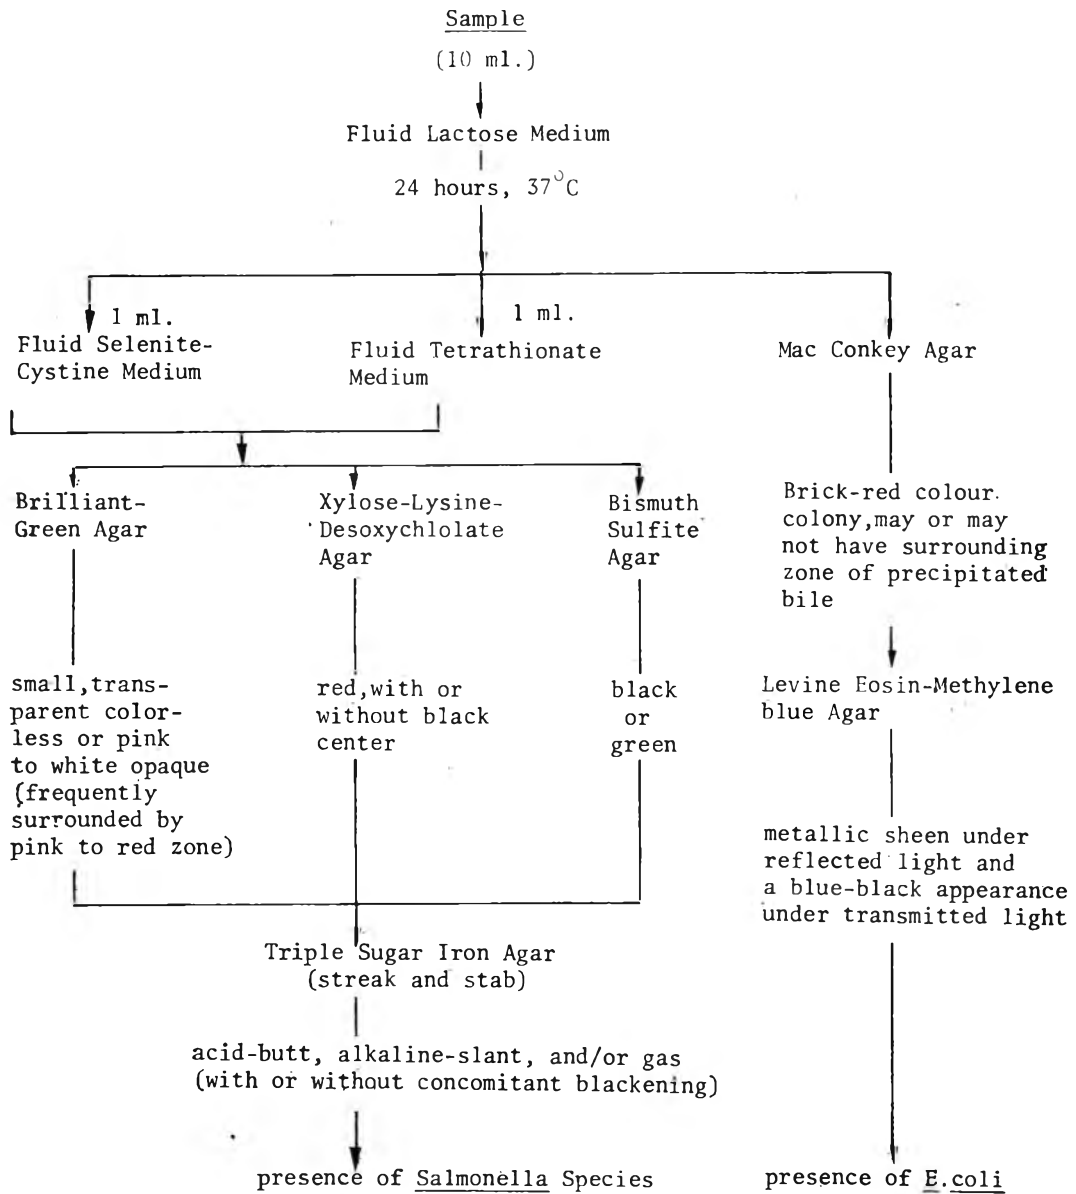 Sample
(10 ml.)
Fluid Lactose Medium
24 hours, 37°C
1 ml.
Fluid Selenite-
Cystine Medium
1 ml.
Fluid Tetrathionate
Medium
Mac Conkey Agar
Brilliant-
Green Agar
Xylose-Lysine-
Desoxychlolate
Agar
Bismuth
Sulfite
Agar
Brick-red colour.
colony,may or may
not have surrounding
zone of precipitated
bile
small,trans-
parent color-
less or pink
to white opaque
(frequently
surrounded by
pink to red zone)
red,with or
without black
center
black
or
green
Levine Eosin-Methylene
blue Agar
metallic sheen under
reflected light and
a blue-black appearance
under transmitted light
Triple Sugar Iron Agar
(streak and stab)
acid-butt, alkaline-slant, and/or gas
(with or without concomitant blackening)
presence of Salmonella Species
presence of E.coli